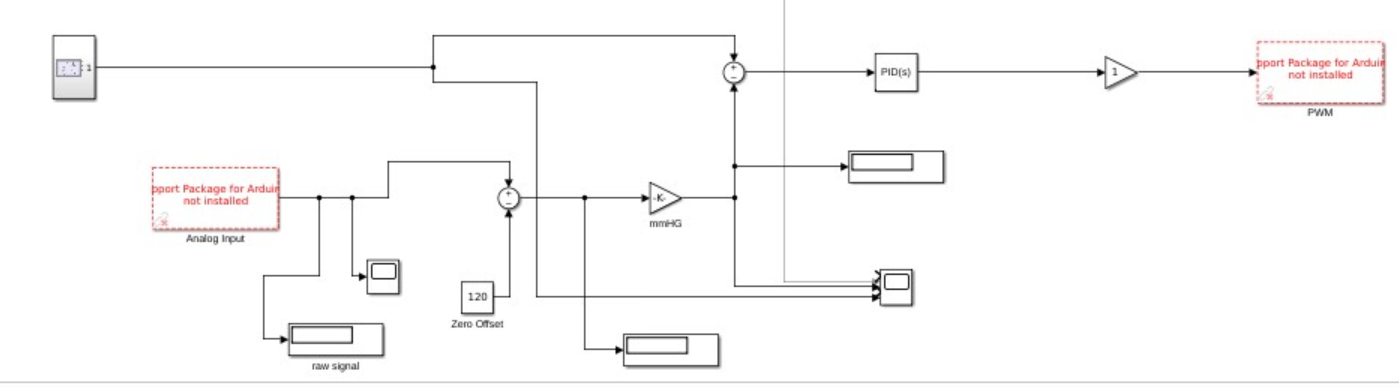 1
+
−
PID(s)
1
pport Package for Arduin
not installed
PWM
pport Package for Arduin
not installed
Analog Input
+
−
-K-
mmHG
120
Zero Offset
raw signal